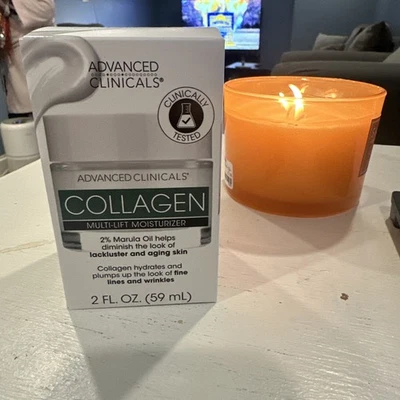 ADVANCED
CLINICALS®
CLINICALLY
TESTED
ADVANCED CLINICALS®
COLLAGEN
MULTI-LIFT MOISTURIZER
2% Marula Oil helps
diminish the look of
lackluster and aging skin
Collagen hydrates and
plumps up the look of fine
lines and wrinkles
2 FL. OZ. (59 mL)